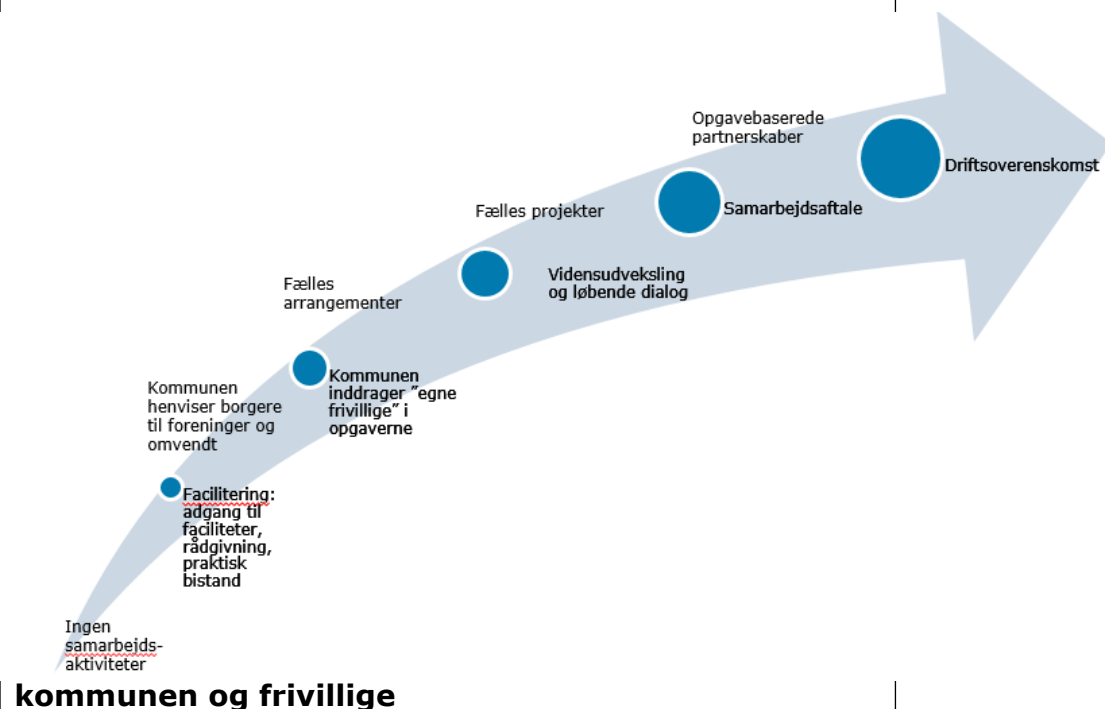 Opgavebaserede
partnerskaber
Driftsoverenskomst
Samarbejdsaftale
Fælles projekter
Vidensudveksling
og løbende dialog
Fælles
arrangementer
Kommunen
inddrager ”egne
frivillige” i
opgaverne
Kommunen
henviser borgere
til foreninger og
omvendt
Facilitering:
adgang til
faciliteter,
rådgivning,
praktisk
bistand
Ingen
samarbejds-
aktiviteter
kommunen og frivillige